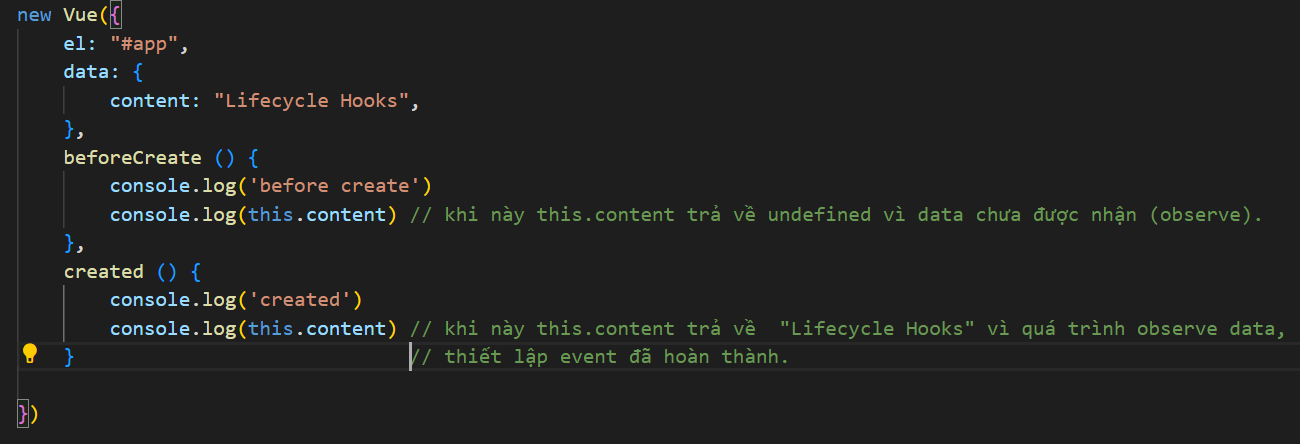 new Vue({
    el: "#app",
    data: {
        content: "Lifecycle Hooks",
    },
    beforeCreate () {
        console.log('before create')
        console.log(this.content) // khi này this.content trả về undefined vì data chưa được nhận (observe).
    },
    created () {
        console.log('created')
        console.log(this.content) // khi này this.content trả về  "Lifecycle Hooks" vì quá trình observe data,
    }                             // thiết lập event đã hoàn thành.
})